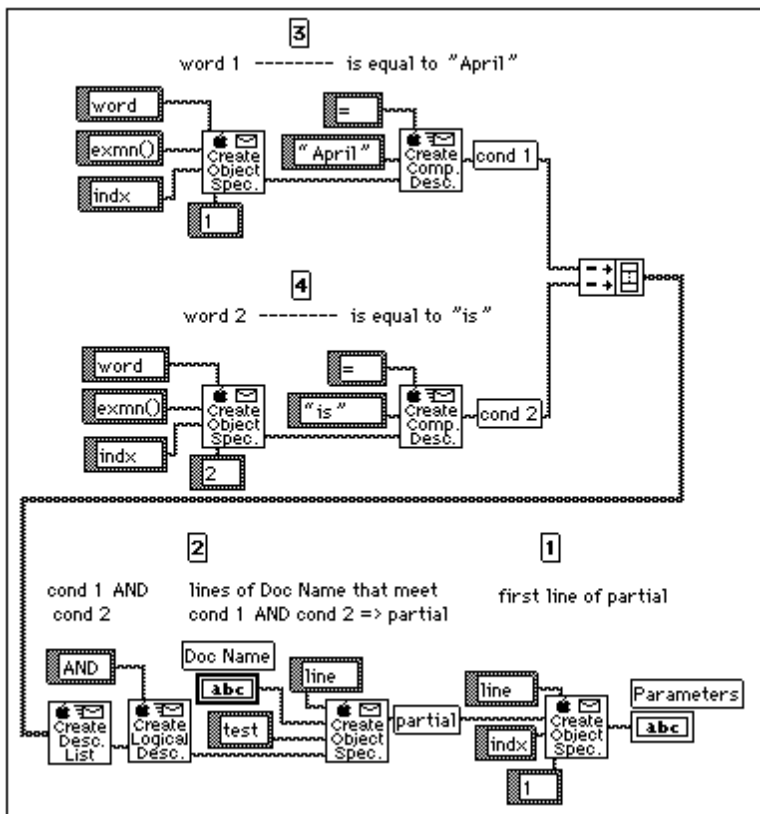 3
word 1 -------- is equal to "April"
word
=
exmn()
"April"
Create Object Spec.
Create Comp. Desc.
cond 1
indx
1
4
word 2 -------- is equal to "is"
word
=
exmn()
"is"
Create Object Spec.
Create Comp. Desc.
cond 2
indx
2
2
1
cond 1 AND
cond 2
lines of Doc Name that meet
cond 1 AND cond 2 => partial
first line of partial
AND
Doc Name
abc
line
line
Parameters
abc
Create Desc. List
Create Logical Desc.
test
Create Object Spec.
partial
indx
Create Object Spec.
1